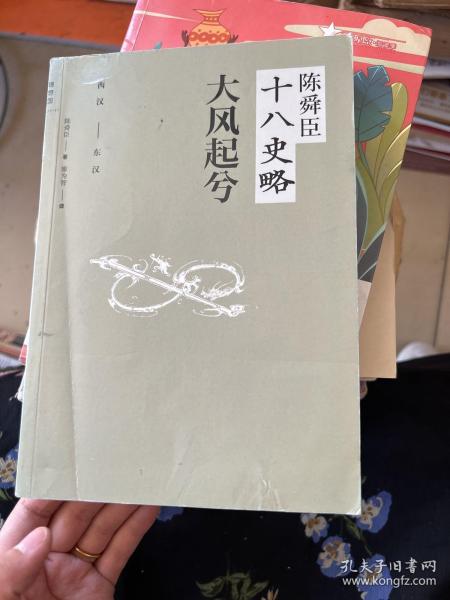 陈舜臣
十八史略
大风起兮
西汉——东汉
陈舜臣——著
孔夫子旧书网
www.kongfz.com